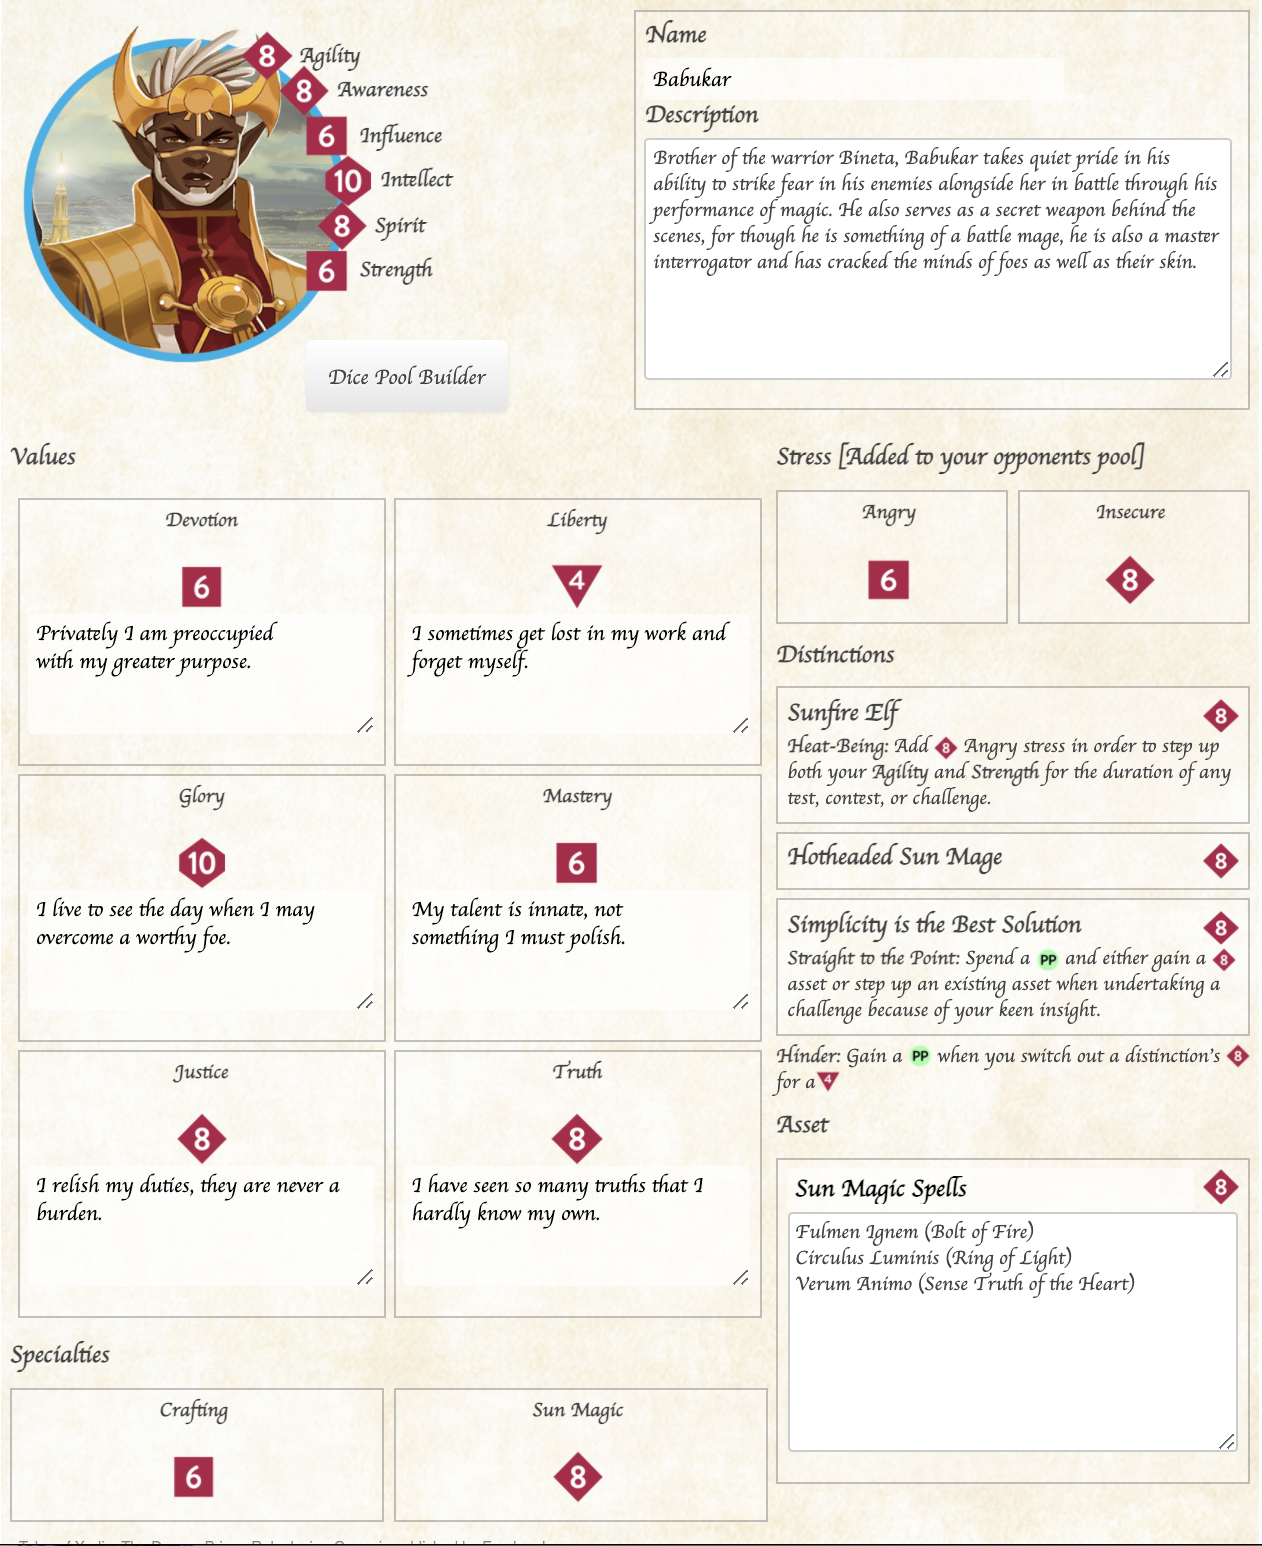 8 Agility
8 Awareness
6 Influence
10 Intellect
8 Spirit
6 Strength
Dice Pool Builder
Name
Babukar
Description
Brother of the warrior Bineta, Babukar takes quiet pride in his
ability to strike fear in his enemies alongside her in battle through his
performance of magic. He also serves as a secret weapon behind the
scenes, for though he is something of a battle mage, he is also a master
interrogator and has cracked the minds of foes as well as their skin.
Values
Devotion
6
Privately I am preoccupied
with my greater purpose.
Liberty
4
I sometimes get lost in my work and
forget myself.
Glory
10
I live to see the day when I may
overcome a worthy foe.
Mastery
6
My talent is innate, not
something I must polish.
Justice
8
I relish my duties, they are never a
burden.
Truth
8
I have seen so many truths that I
hardly know my own.
Specialties
Crafting
6
Sun Magic
8
Stress [Added to your opponents pool]
Angry
6
Insecure
8
Distinctions
Sunfire Elf 8
Heat-Being: Add 8 Angry stress in order to step up
both your Agility and Strength for the duration of any
test, contest, or challenge.
Hotheaded Sun Mage 8
Simplicity is the Best Solution 8
Straight to the Point: Spend a PP and either gain a 8
asset or step up an existing asset when undertaking a
challenge because of your keen insight.
Hinder: Gain a PP when you switch out a distinction's 8
for a 4
Asset
Sun Magic Spells 8
Fulmen Ignem (Bolt of Fire)
Circulus Luminis (Ring of Light)
Verum Animo (Sense Truth of the Heart)